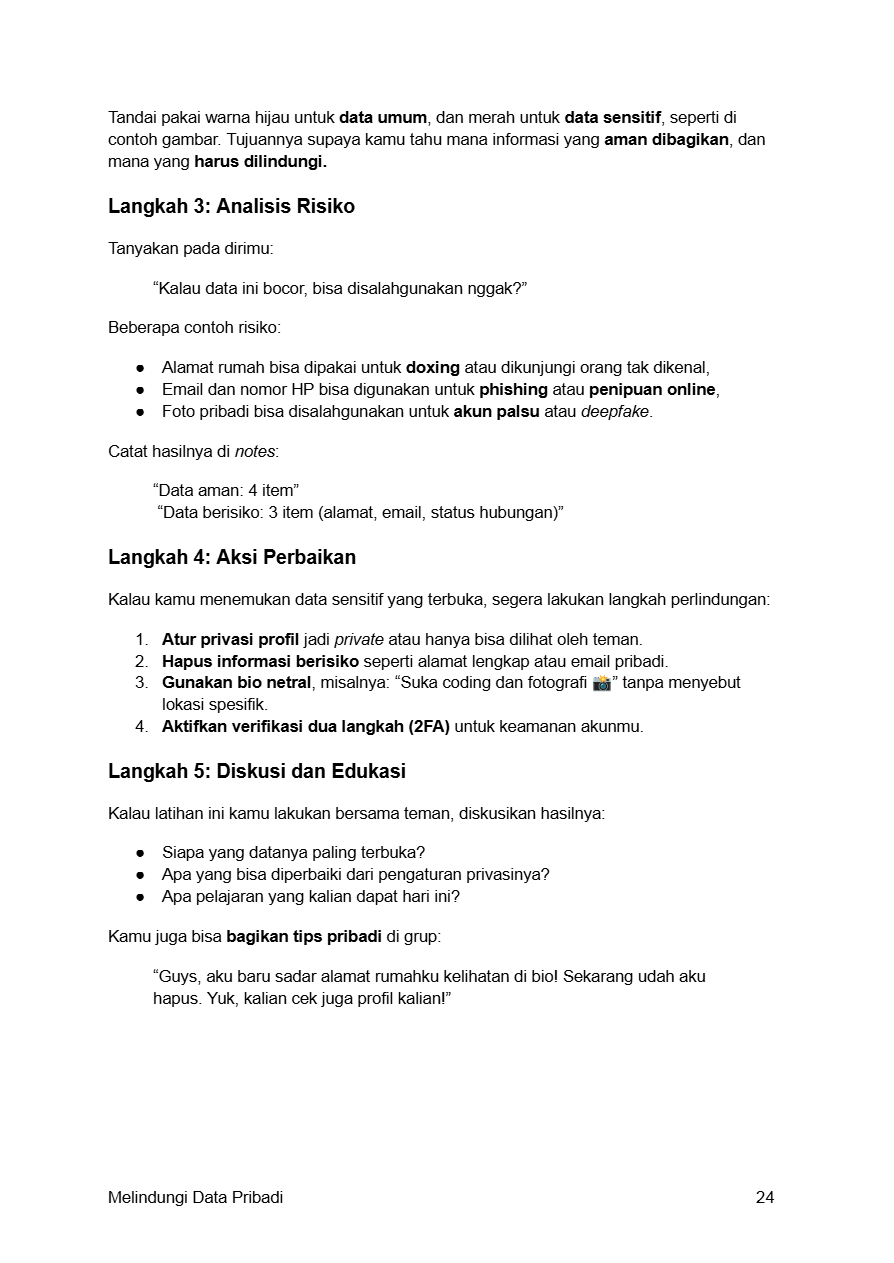 Tandai pakai warna hijau untuk data umum, dan merah untuk data sensitif, seperti di
contoh gambar. Tujuannya supaya kamu tahu mana informasi yang aman dibagikan, dan
mana yang harus dilindungi.
Langkah 3: Analisis Risiko
Tanyakan pada dirimu:
“Kalau data ini bocor, bisa disalahgunakan nggak?”
Beberapa contoh risiko:
● Alamat rumah bisa dipakai untuk doxing atau dikunjungi orang tak dikenal,
● Email dan nomor HP bisa digunakan untuk phishing atau penipuan online,
● Foto pribadi bisa disalahgunakan untuk akun palsu atau deepfake.
Catat hasilnya di notes:
“Data aman: 4 item”
“Data berisiko: 3 item (alamat, email, status hubungan)”
Langkah 4: Aksi Perbaikan
Kalau kamu menemukan data sensitif yang terbuka, segera lakukan langkah perlindungan:
1. Atur privasi profil jadi private atau hanya bisa dilihat oleh teman.
2. Hapus informasi berisiko seperti alamat lengkap atau email pribadi.
3. Gunakan bio netral, misalnya: “Suka coding dan fotografi 📸” tanpa menyebut
lokasi spesifik.
4. Aktifkan verifikasi dua langkah (2FA) untuk keamanan akunmu.
Langkah 5: Diskusi dan Edukasi
Kalau latihan ini kamu lakukan bersama teman, diskusikan hasilnya:
● Siapa yang datanya paling terbuka?
● Apa yang bisa diperbaiki dari pengaturan privasinya?
● Apa pelajaran yang kalian dapat hari ini?
Kamu juga bisa bagikan tips pribadi di grup:
“Guys, aku baru sadar alamat rumahku kelihatan di bio! Sekarang udah aku
hapus. Yuk, kalian cek juga profil kalian!”
Melindungi Data Pribadi 24